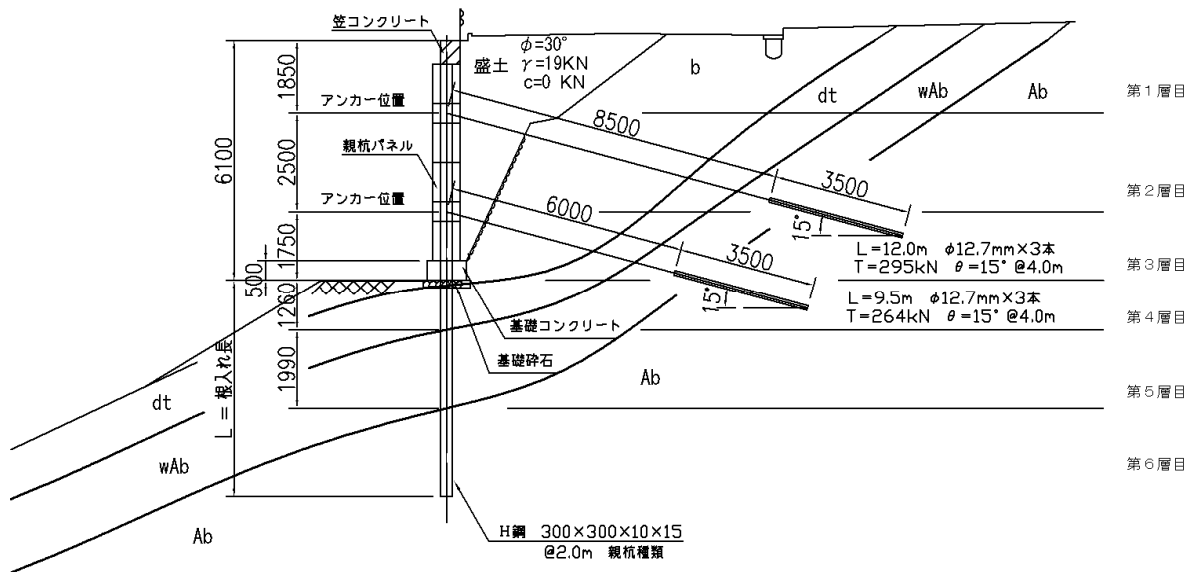 笠コンクリート
φ=30°
盛土 γ=19KN
c=0 KN
b
dt
wAb
Ab
第1層目
1850
アンカー位置
8500
6100
2500
親杭パネル
3500
第2層目
アンカー位置
6000
15°
L=12.0m φ12.7mm×3本
T=295kN θ=15° @4.0m
1750
3500
第3層目
500
15°
L=9.5m φ12.7mm×3本
T=264kN θ=15° @4.0m
1260
基礎コンクリート
第4層目
基礎砕石
L=根入れ長
1990
Ab
第5層目
dt
wAb
第6層目
Ab
H鋼 300×300×10×15
@2.0m 親杭種類